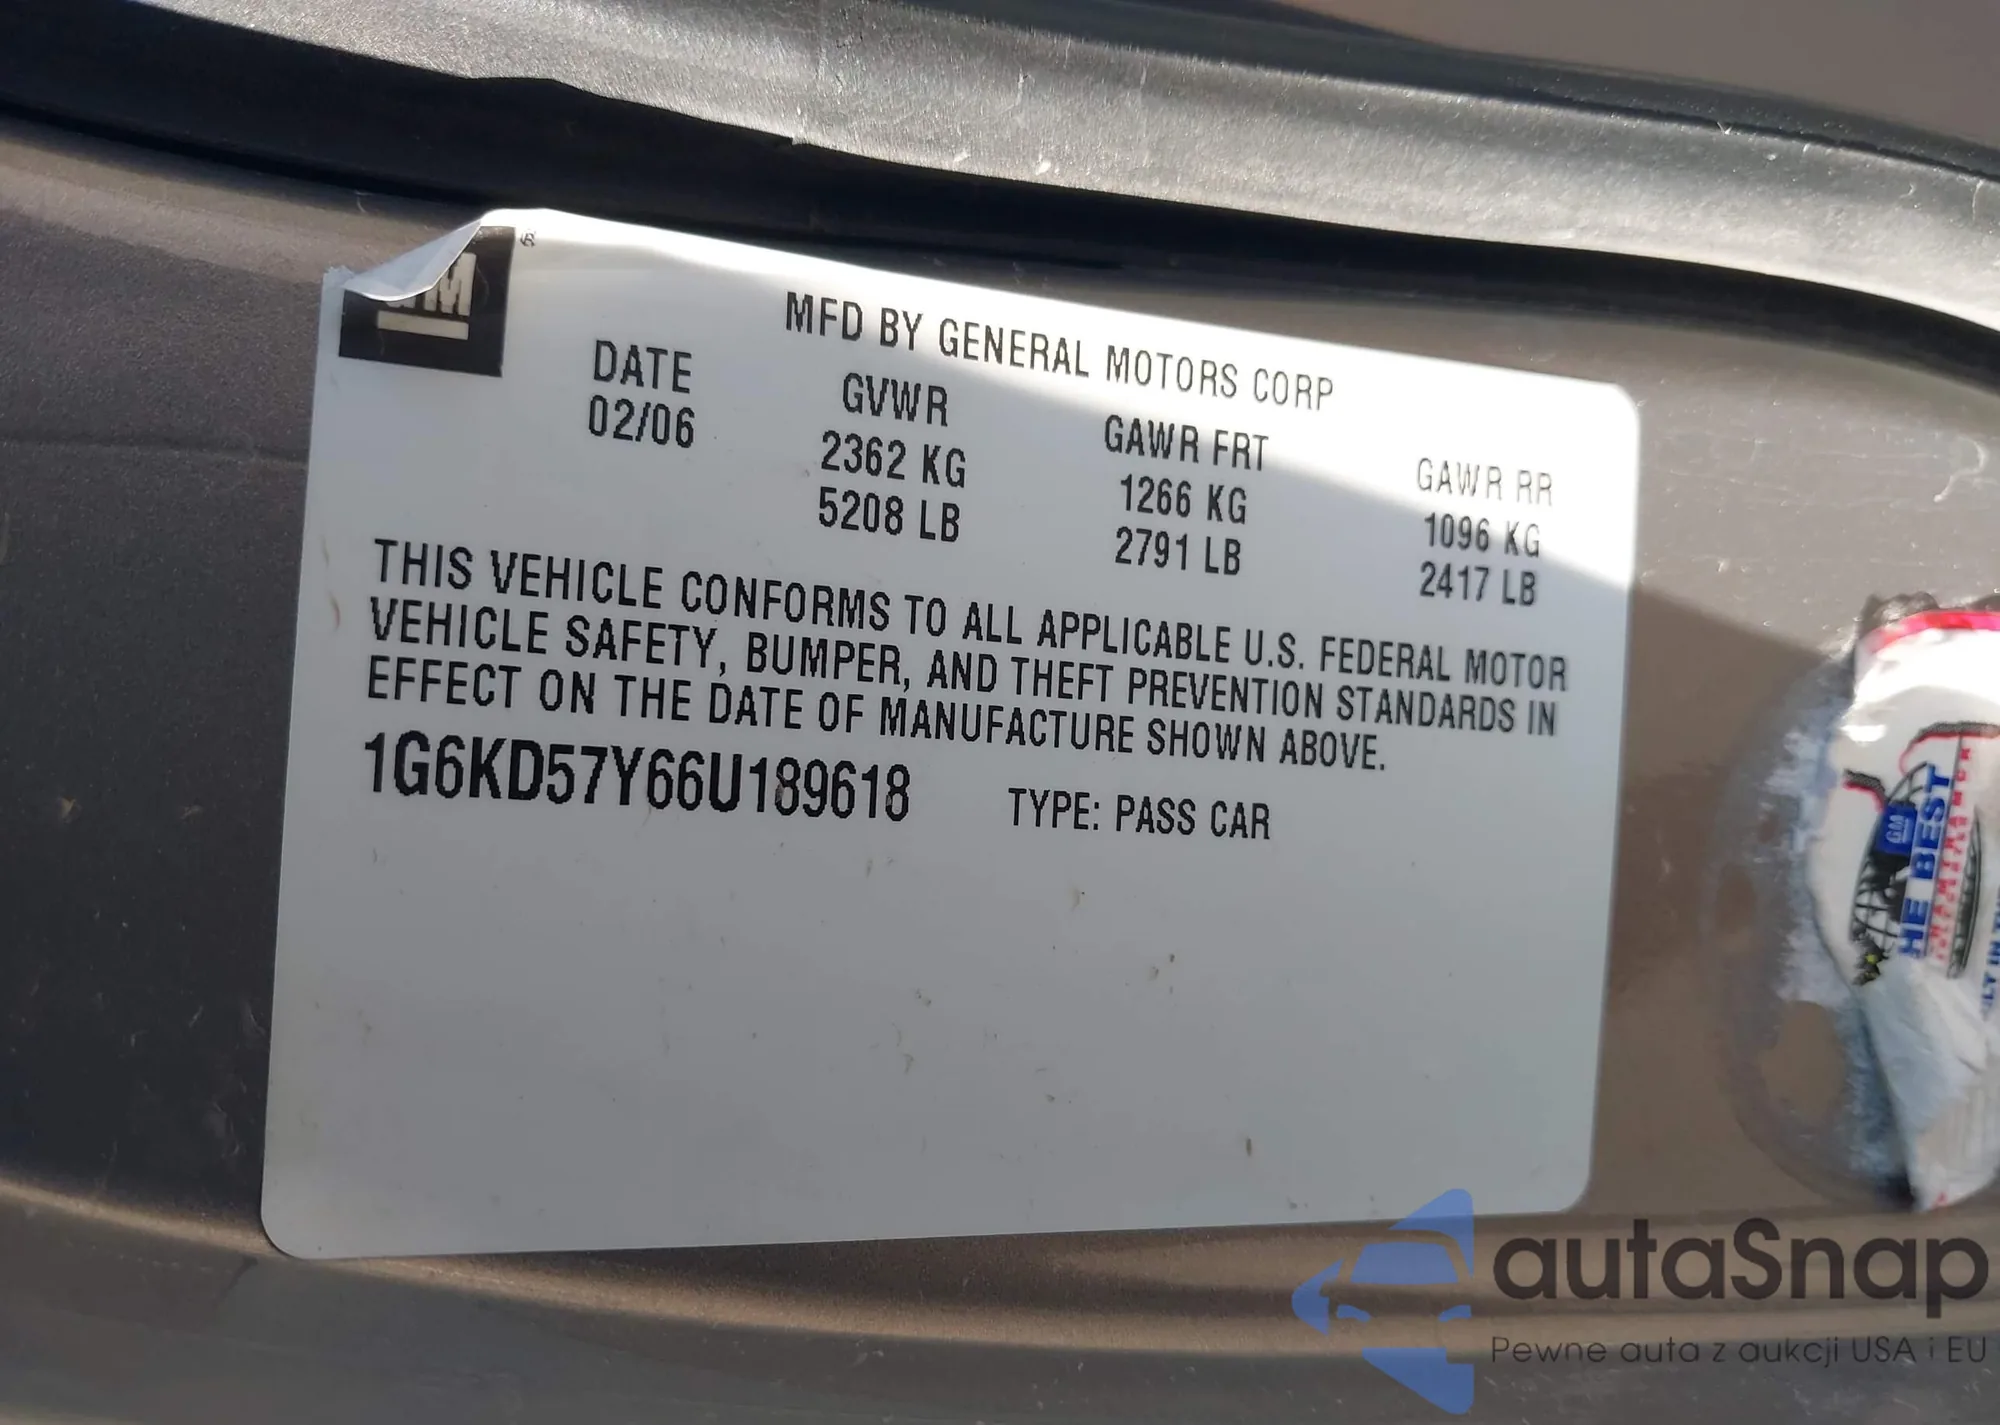 GM ®
MFD BY GENERAL MOTORS CORP
DATE GVWR GAWR FRT GAWR RR
02/06 2362 KG 1266 KG 1096 KG
5208 LB 2791 LB 2417 LB
THIS VEHICLE CONFORMS TO ALL APPLICABLE U.S. FEDERAL MOTOR
VEHICLE SAFETY, BUMPER, AND THEFT PREVENTION STANDARDS IN
EFFECT ON THE DATE OF MANUFACTURE SHOWN ABOVE.
1G6KD57Y66U189618 TYPE: PASS CAR
GM
HE BEST
autaSnap
Pewne auta z aukcji USA i EU